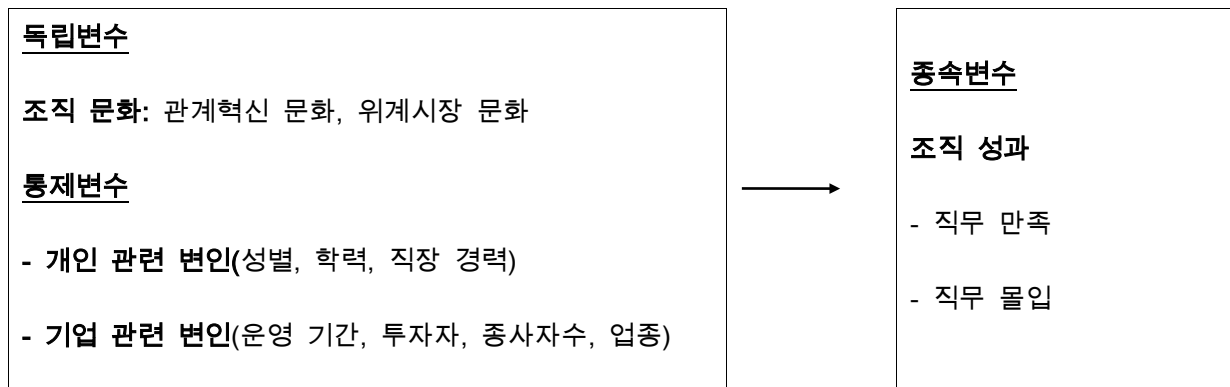 독립변수
조직 문화: 관계혁신 문화, 위계시장 문화
통제변수
- 개인 관련 변인(성별, 학력, 직장 경력)
- 기업 관련 변인(운영 기간, 투자자, 종사자수, 업종)
종속변수
조직 성과
- 직무 만족
- 직무 몰입